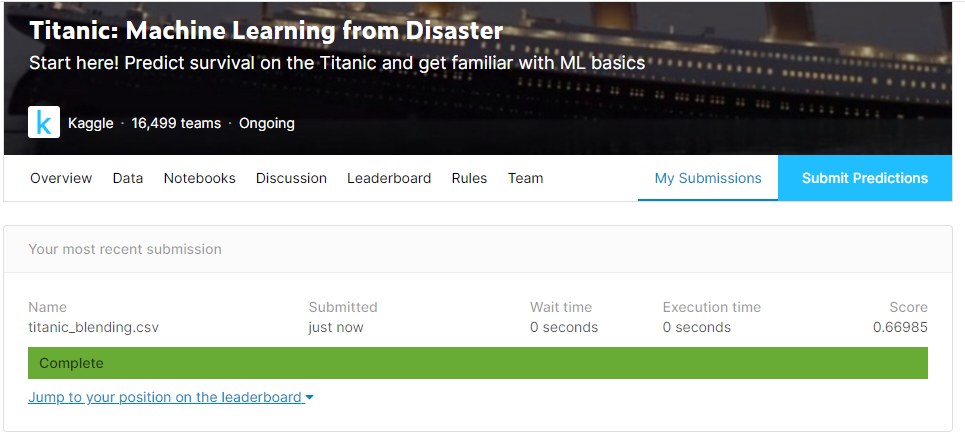 Titanic: Machine Learning from Disaster
Start here! Predict survival on the Titanic and get familiar with ML basics
k Kaggle · 16,499 teams · Ongoing
Overview Data Notebooks Discussion Leaderboard Rules Team My Submissions Submit Predictions
Your most recent submission
Name Submitted Wait time Execution time Score
titanic_blending.csv just now 0 seconds 0 seconds 0.66985
Complete
Jump to your position on the leaderboard